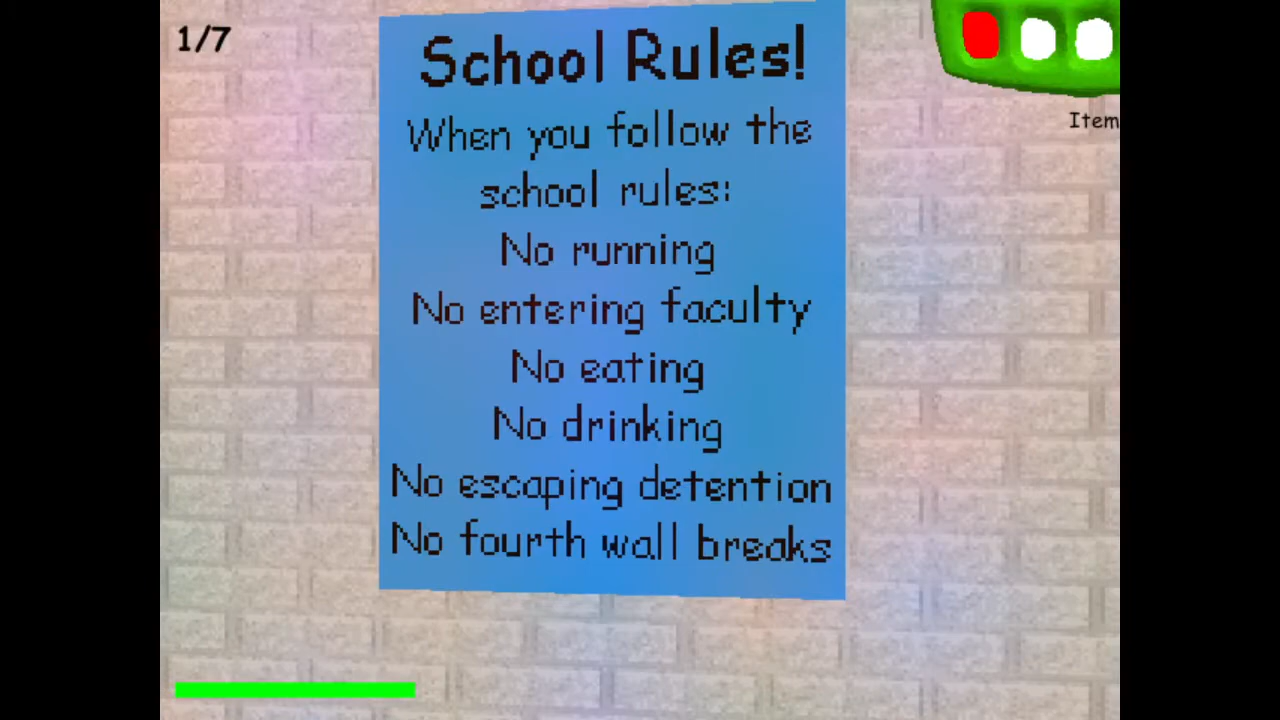 1/7
School Rules!
When you follow the
school rules:
No running
No entering faculty
No eating
No drinking
No escaping detention
No fourth wall breaks
Item